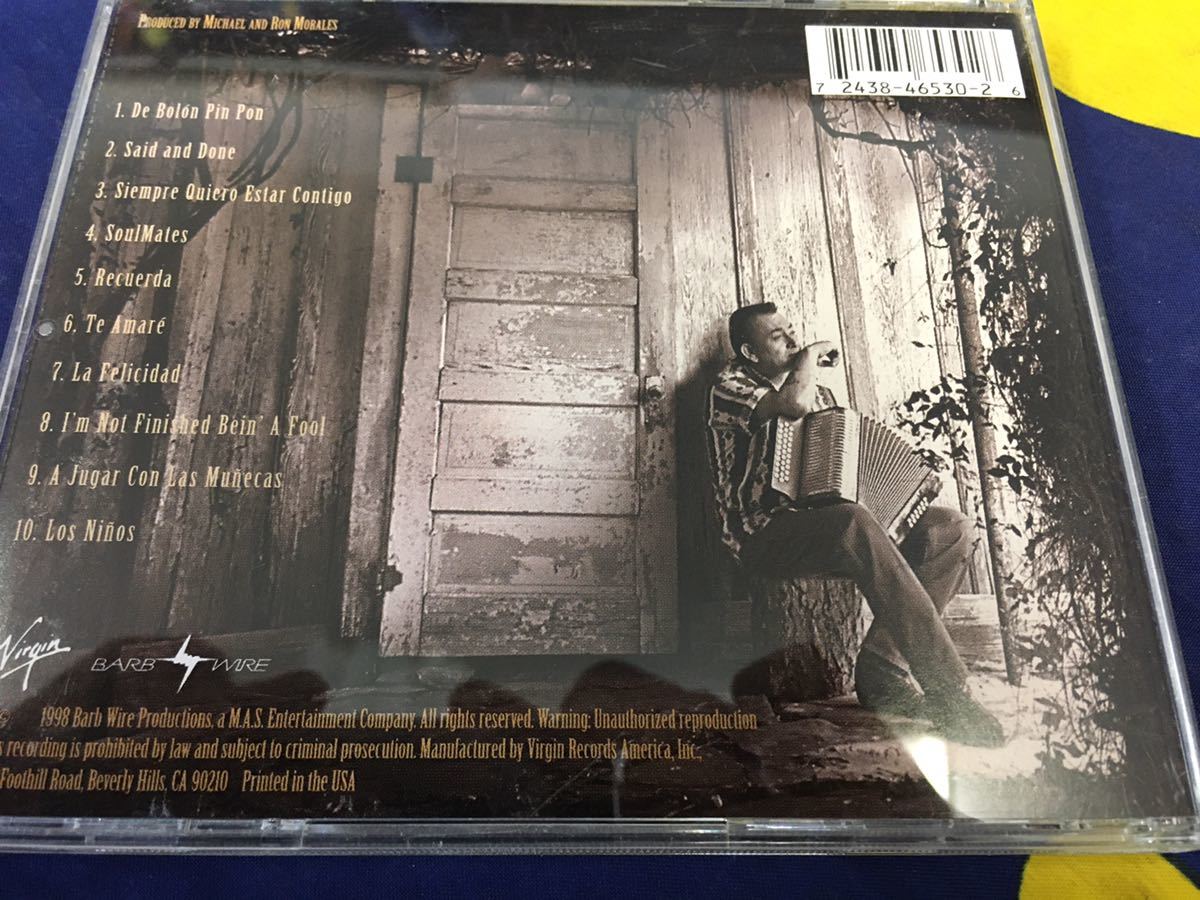 PRODUCED BY MICHAEL AND RON MORALES
7 2438-46530-2 6
1. De Bolón Pin Pon
2. Said and Done
3. Siempre Quiero Estar Contigo
4. SoulMates
5. Recuerda
6. Te Amaré
7. La Felicidad
8. I'm Not Finished Bein' A Fool
9. A Jugar Con Las Muñecas
10. Los Niños
Virgin
BARB WIRE
© 1998 Barb Wire Productions, a M.A.S. Entertainment Company. All rights reserved. Warning: Unauthorized reproduction
recording is prohibited by law and subject to criminal prosecution. Manufactured by Virgin Records America, Inc.,
Foothill Road, Beverly Hills, CA 90210 Printed in the USA